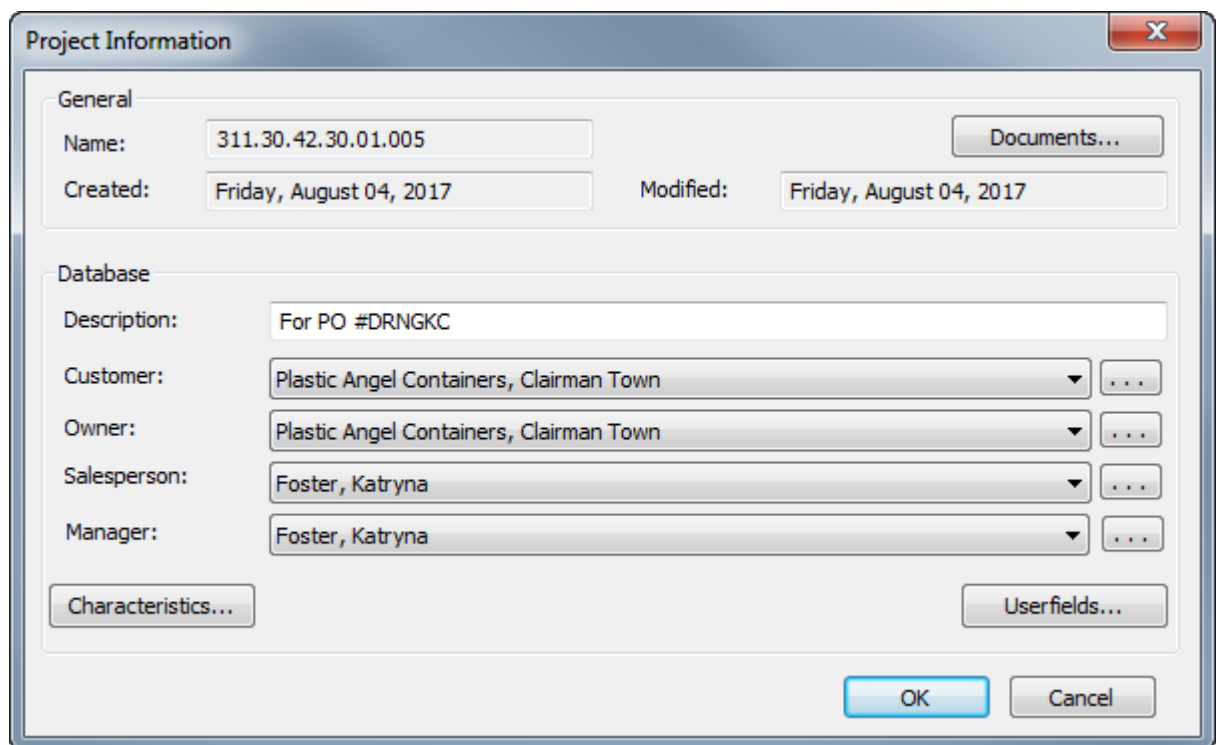 Project Information
General
Name: 311.30.42.30.01.005 Documents...
Created: Friday, August 04, 2017 Modified: Friday, August 04, 2017
Database
Description: For PO #DRNGKC
Customer: Plastic Angel Containers, Clairman Town ...
Owner: Plastic Angel Containers, Clairman Town ...
Salesperson: Foster, Katryna ...
Manager: Foster, Katryna ...
Characteristics... Userfields...
OK Cancel